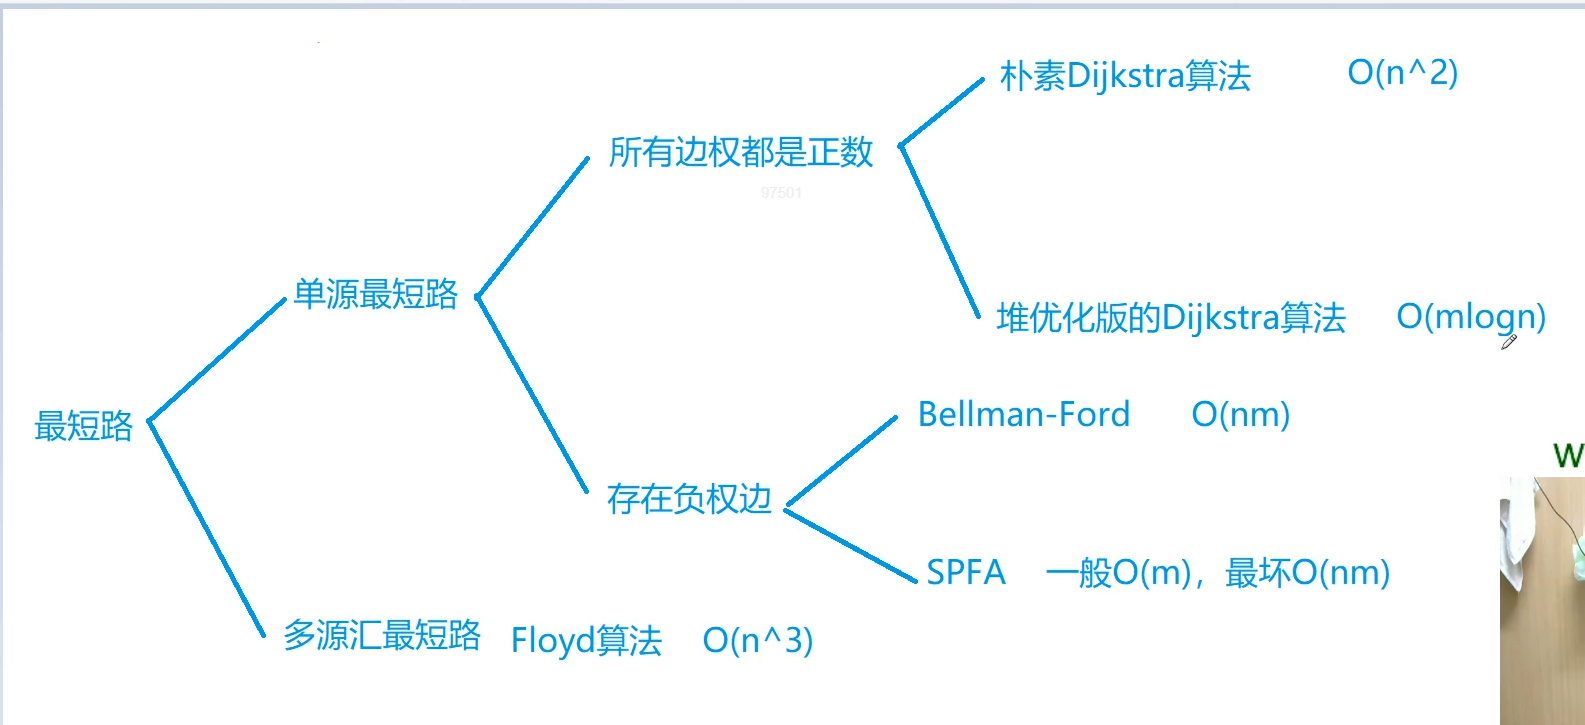 朴素Dijkstra算法 O(n^2)
所有边权都是正数
97501
单源最短路
堆优化版的Dijkstra算法 O(mlogn)
最短路
Bellman-Ford O(nm)
W
存在负权边
SPFA 一般O(m)，最坏O(nm)
多源汇最短路 Floyd算法 O(n^3)